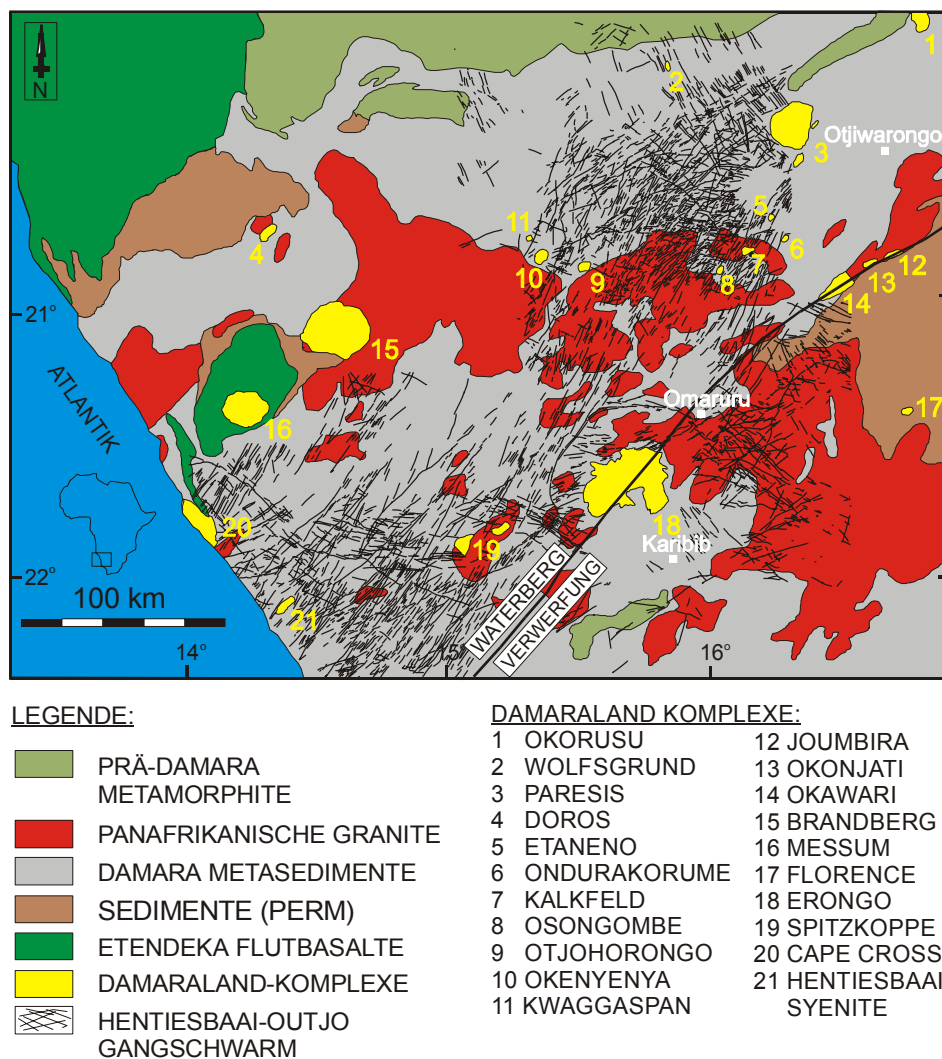 N
1
2
Otjiwarongo
3
5
11
4
6
10
9
7
8
12
13
14
21°
15
ATLANTIK
Omaruru
16
17
20
18
19
Karibib
WATERBERG
VERWERFUNG
22°
100 km
21
14°
15°
16°
LEGENDE:
PRÄ-DAMARA
METAMORPHITE
PANAFRIKANISCHE GRANITE
DAMARA METASEDIMENTE
SEDIMENTE (PERM)
ETENDEKA FLUTBASALTE
DAMARALAND-KOMPLEXE
HENTIESBAAI-OUTJO
GANGSCHWARM
DAMARALAND KOMPLEXE:
1 OKORUSU
2 WOLFSGRUND
3 PARESIS
4 DOROS
5 ETANENO
6 ONDURAKORUME
7 KALKFELD
8 OSONGOMBE
9 OTJOHORONGO
10 OKENYENYA
11 KWAGGASPAN
12 JOUMBIRA
13 OKONJATI
14 OKAWARI
15 BRANDBERG
16 MESSUM
17 FLORENCE
18 ERONGO
19 SPITZKOPPE
20 CAPE CROSS
21 HENTIESBAAI
SYENITE